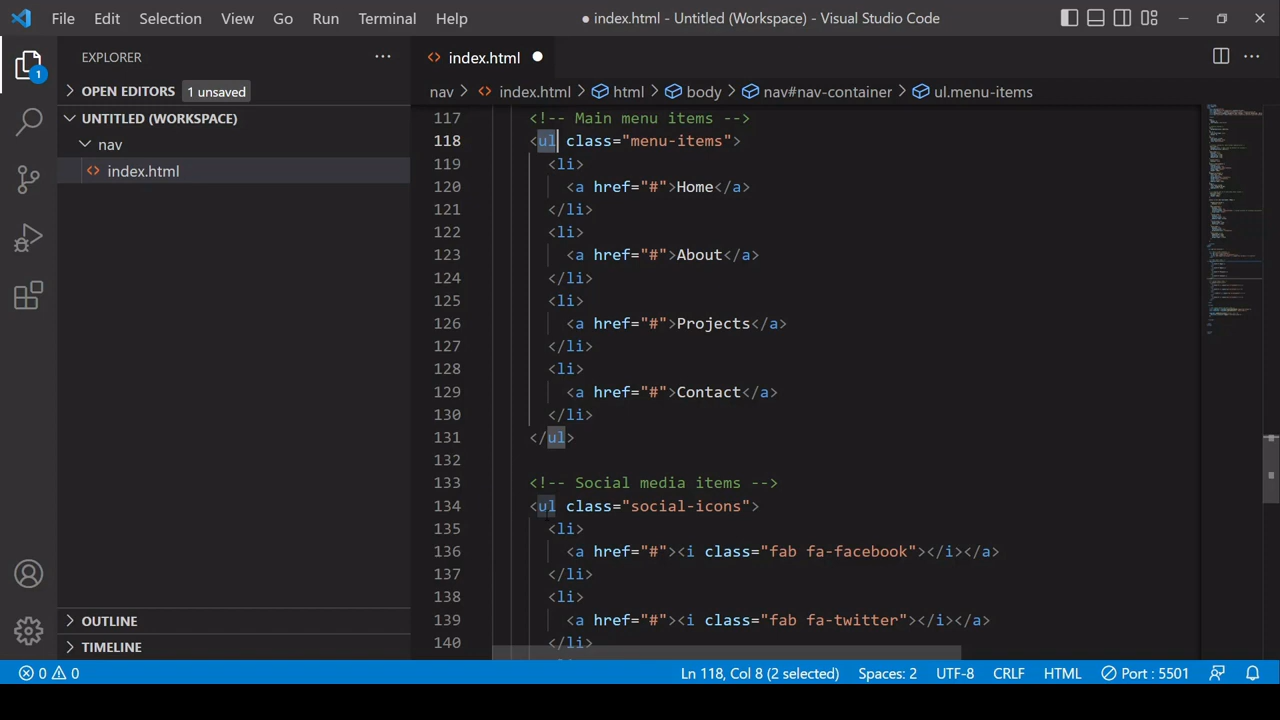 File Edit Selection View Go Run Terminal Help ● index.html - Untitled (Workspace) - Visual Studio Code
EXPLORER
index.html
1
OPEN EDITORS 1 unsaved
nav > index.html > html > body > nav#nav-container > ul.menu-items
UNTITLED (WORKSPACE)
nav
index.html
117 <!-- Main menu items -->
118 <ul class="menu-items">
119 <li>
120 <a href="#">Home</a>
121 </li>
122 <li>
123 <a href="#">About</a>
124 </li>
125 <li>
126 <a href="#">Projects</a>
127 </li>
128 <li>
129 <a href="#">Contact</a>
130 </li>
131 </ul>
132
133 <!-- Social media items -->
134 <ul class="social-icons">
135 <li>
136 <a href="#"><i class="fab fa-facebook"></i></a>
137 </li>
138 <li>
139 <a href="#"><i class="fab fa-twitter"></i></a>
140 </li>
OUTLINE
TIMELINE
0 0 Ln 118, Col 8 (2 selected) Spaces: 2 UTF-8 CRLF HTML Port : 5501